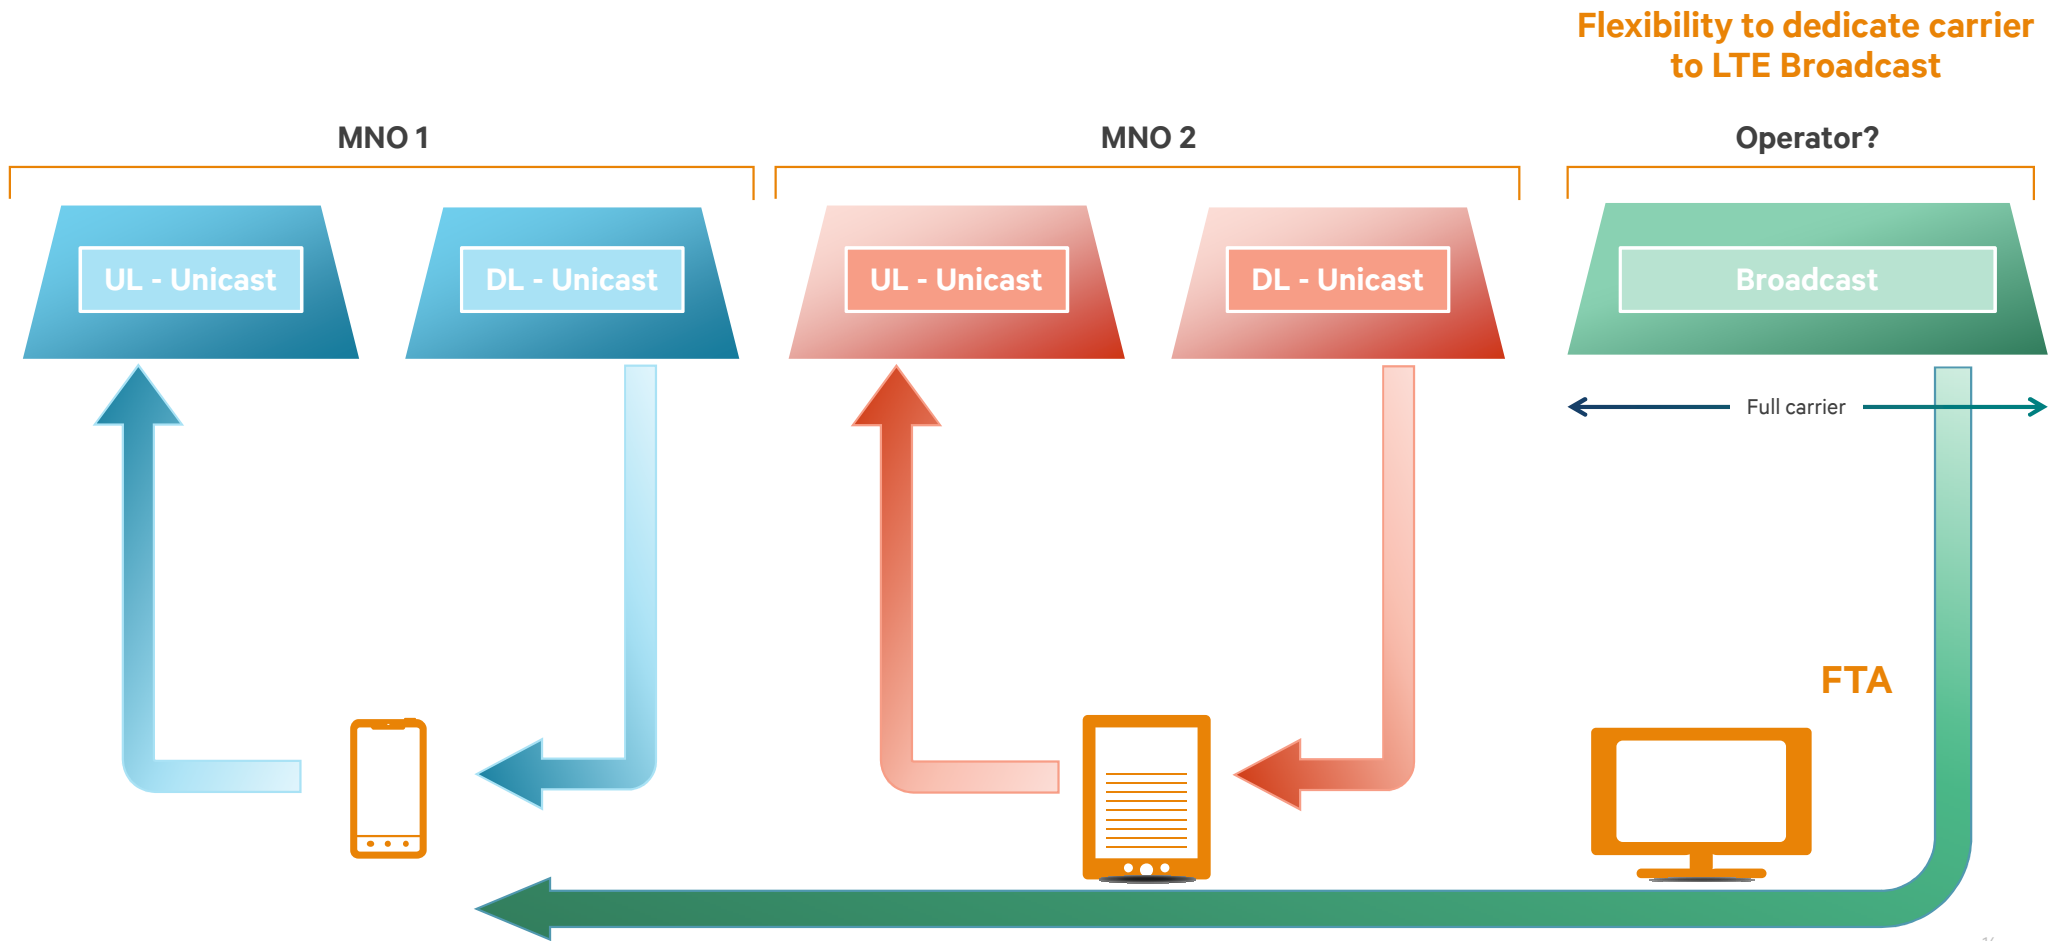 Flexibility to dedicate carrier
to LTE Broadcast
MNO 1
MNO 2
Operator?
UL - Unicast
DL - Unicast
UL - Unicast
DL - Unicast
Broadcast
Full carrier
FTA